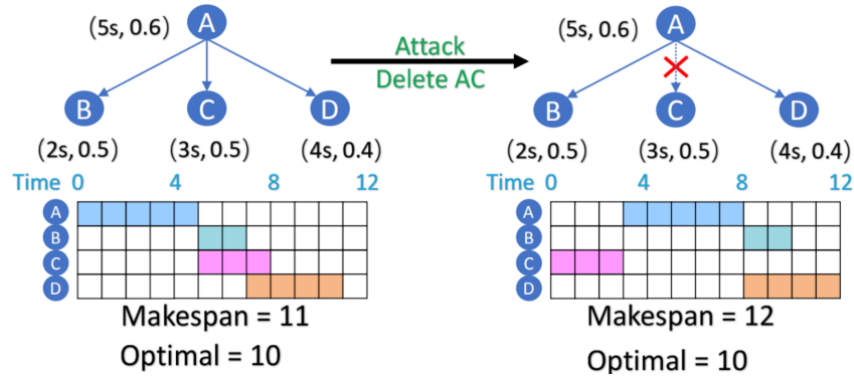 A
(5s, 0.6)
B
C
D
(2s, 0.5)
(3s, 0.5)
(4s, 0.4)
Time 0 4 8 12
A
B
C
D
Makespan = 11
Optimal = 10
Attack
Delete AC
A
(5s, 0.6)
B
C
D
(2s, 0.5)
(3s, 0.5)
(4s, 0.4)
Time 0 4 8 12
A
B
C
D
Makespan = 12
Optimal = 10